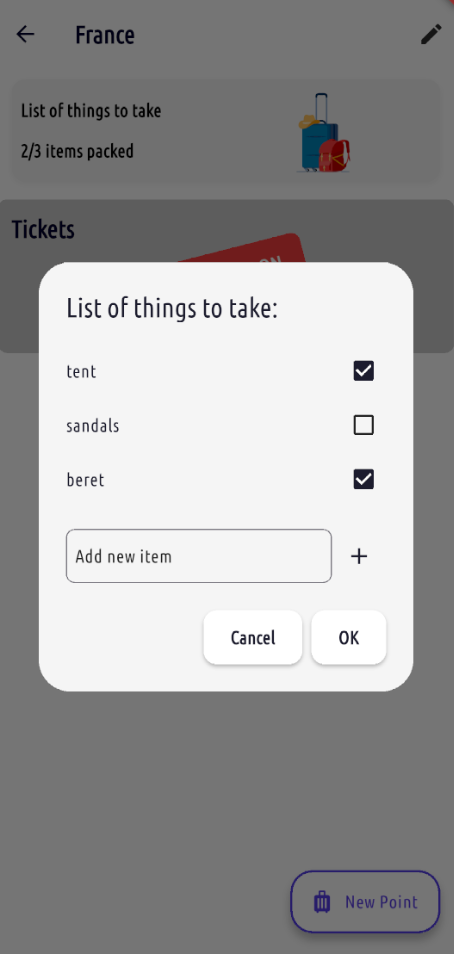 France
List of things to take
2/3 items packed
Tickets
ON
List of things to take:
tent
sandals
beret
Add new item
Cancel
OK
New Point